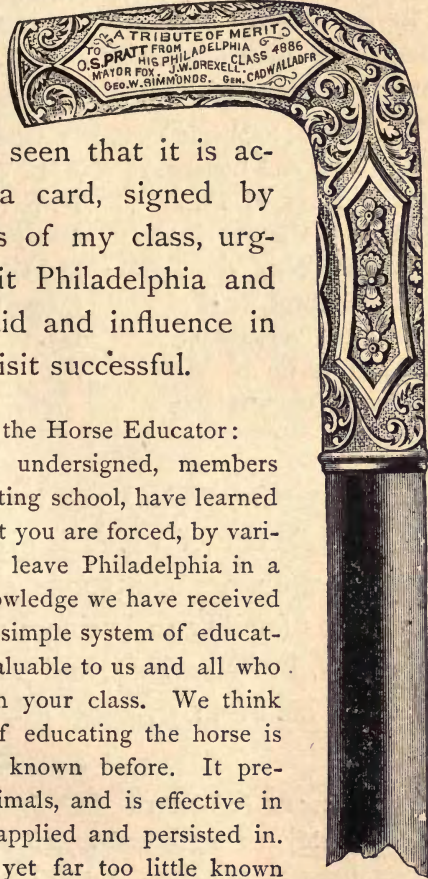 A TRIBUTE OF MERIT
TO O.S. PRATT FROM
HIS PHILADELPHIA CLASS 4886
MAYOR FOX. J.W. DREXEL.
GEO. W. SIMMONDS. GEN. CADWALLADER
seen that it is ac-
a card, signed by
s of my class, urg-
it Philadelphia and
id and influence in
isit successful.
the Horse Educator:
undersigned, members
ting school, have learned
t you are forced, by vari-
leave Philadelphia in a
owledge we have received
simple system of educat-
aluable to us and all who
n your class. We think
f educating the horse is
known before. It pre-
imals, and is effective in
applied and persisted in.
yet far too little known